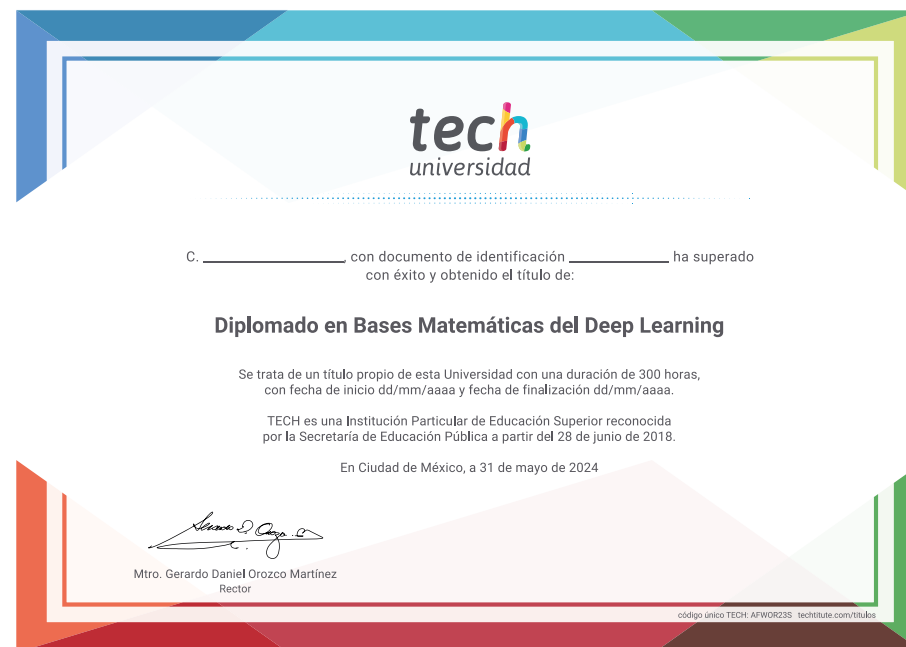 tech
universidad
C. ____________, con documento de identificación ____________ ha superado
con éxito y obtenido el título de:
Diplomado en Bases Matemáticas del Deep Learning
Se trata de un título propio de esta Universidad con una duración de 300 horas,
con fecha de inicio dd/mm/aaaa y fecha de finalización dd/mm/aaaa.
TECH es una Institución Particular de Educación Superior reconocida
por la Secretaría de Educación Pública a partir del 28 de junio de 2018.
En Ciudad de México, a 31 de mayo de 2024
Mtro. Gerardo Daniel Orozco Martínez
Rector
código único TECH: AFWOR23S techtitute.com/titulos